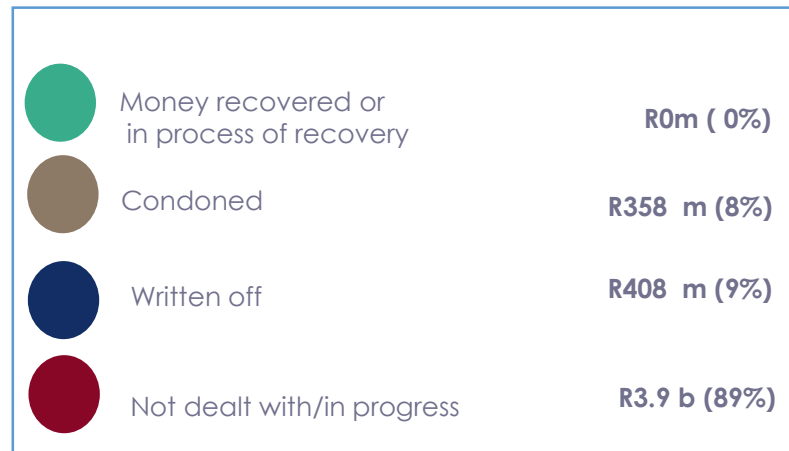 Money recovered or
in process of recovery
R0m ( 0%)
Condoned
R358 m (8%)
Written off
R408 m (9%)
Not dealt with/in progress
R3.9 b (89%)